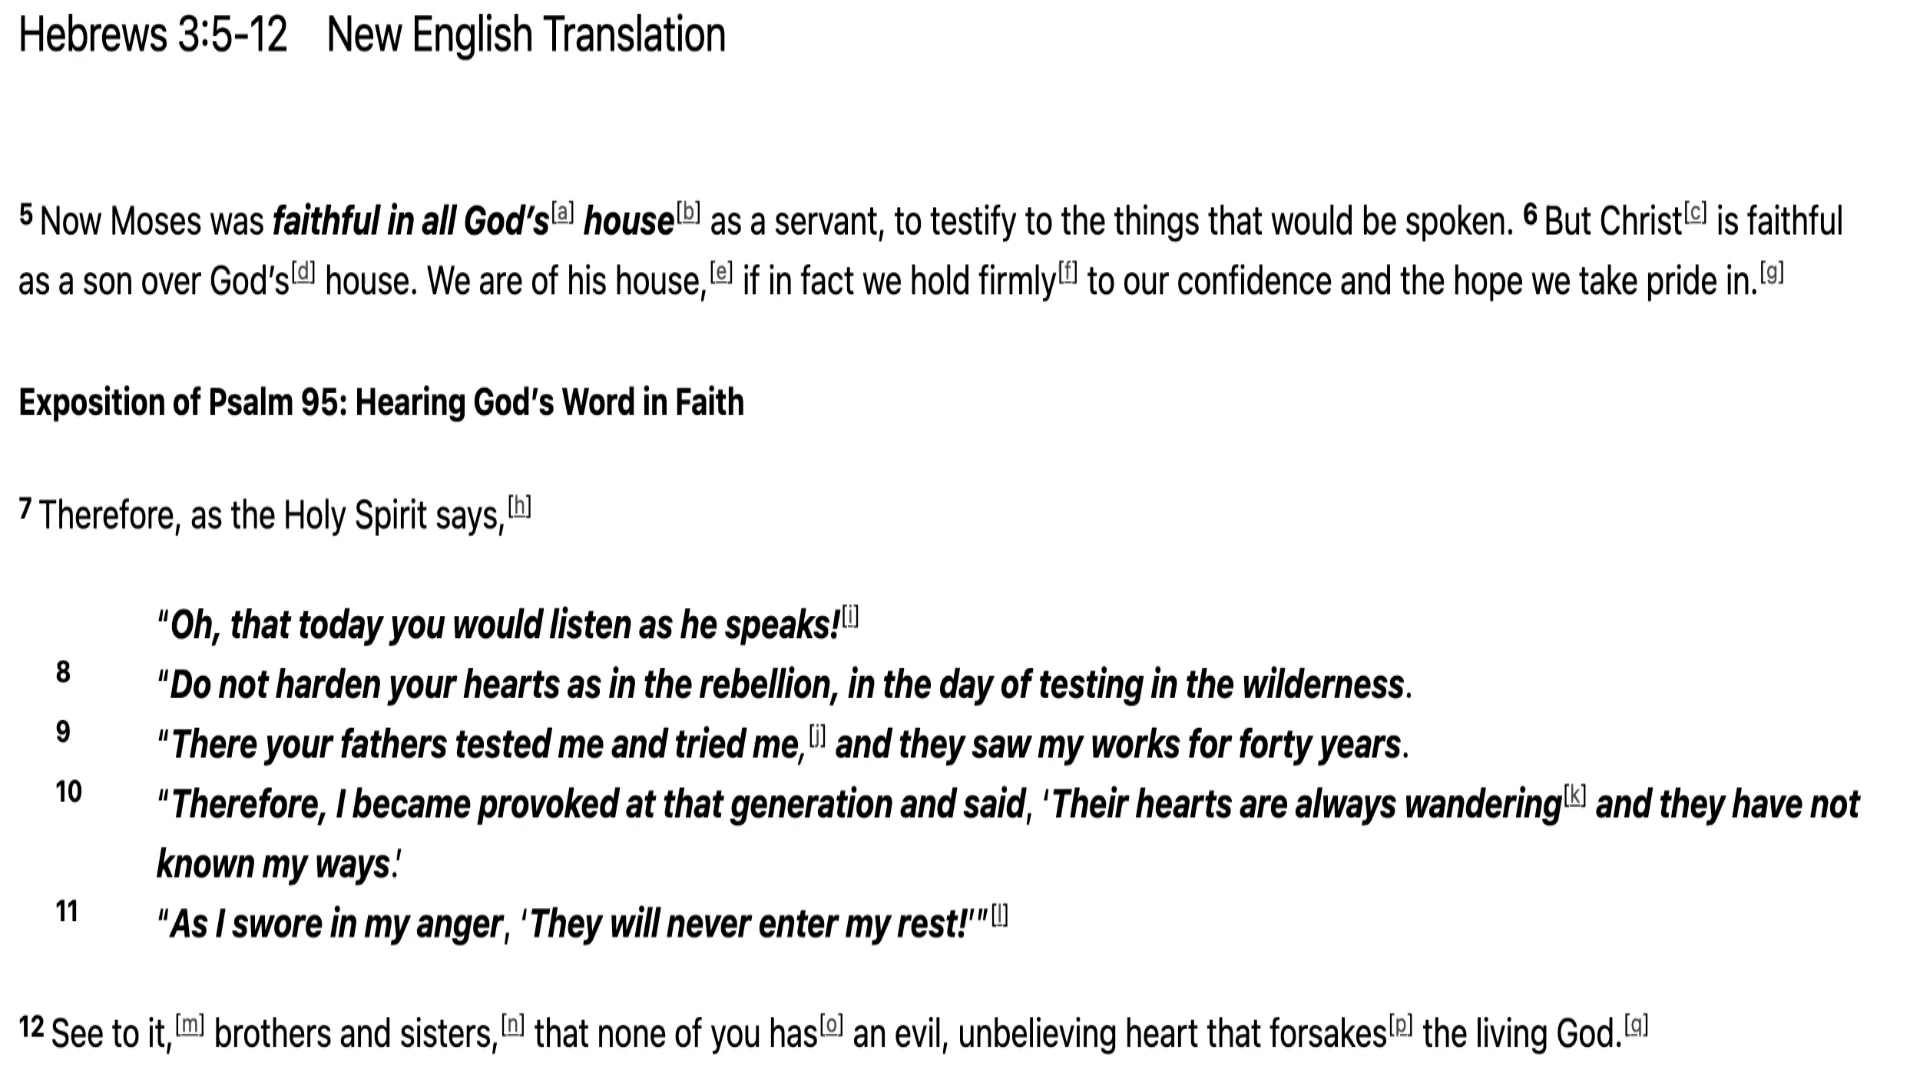 Hebrews 3:5-12 New English Translation
5 Now Moses was faithful in all God’s[a] house[b] as a servant, to testify to the things that would be spoken. 6 But Christ[c] is faithful
as a son over God’s[d] house. We are of his house,[e] if in fact we hold firmly[f] to our confidence and the hope we take pride in.[g]
Exposition of Psalm 95: Hearing God’s Word in Faith
7 Therefore, as the Holy Spirit says,[h]
“Oh, that today you would listen as he speaks![i]
8 “Do not harden your hearts as in the rebellion, in the day of testing in the wilderness.
9 “There your fathers tested me and tried me,[j] and they saw my works for forty years.
10 “Therefore, I became provoked at that generation and said, ‘Their hearts are always wandering[k] and they have not
known my ways.’
11 “As I swore in my anger, ‘They will never enter my rest!’”[l]
12 See to it,[m] brothers and sisters,[n] that none of you has[o] an evil, unbelieving heart that forsakes[p] the living God.[q]